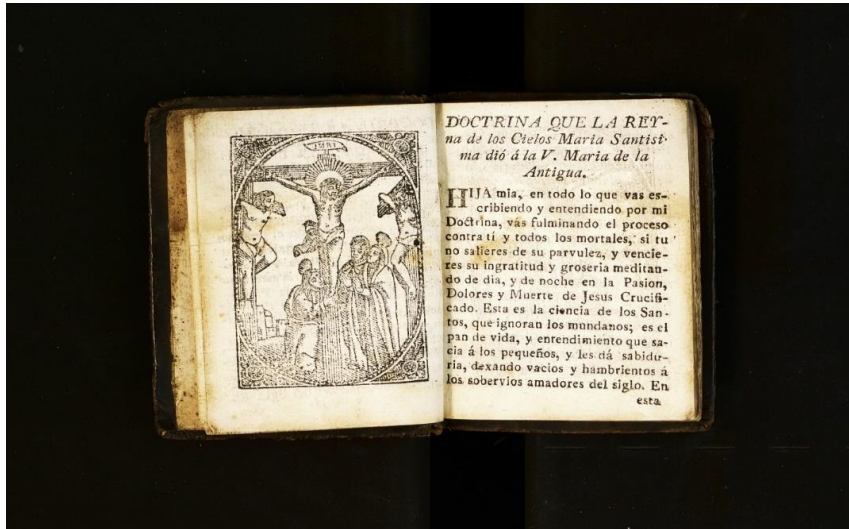 INRI
DOCTRINA QUE LA REY-
na de los Cielos Maria Santisi-
ma dió á la V. Maria de la
Antigua.
HIJA mia, en todo lo que vas es-
cribiendo y entendiendo por mi
Doctrina, vas fulminando el proceso
contra ti y todos los mortales, si tu
no salieres de su parvulez, y vencie-
res su ingratitud y groseria meditan-
do de dia, y de noche en la Pasion,
Dolores y Muerte de Jesus Crucifi-
cado. Esta es la ciencia de los San-
tos, que ignoran los mundanos; es el
pan de vida, y entendimiento que sa-
cia á los pequeños, y les dá sabidu-
ria, dexando vacios y hambrientos á
los sobervios amadores del siglo. En
esta